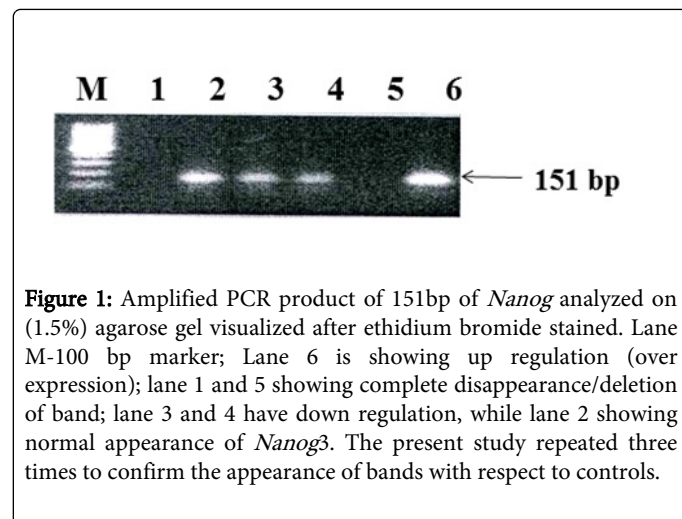 M 1 2 3 4 5 6
151 bp
Figure 1: Amplified PCR product of 151bp of Nanog analyzed on
(1.5%) agarose gel visualized after ethidium bromide stained. Lane
M-100 bp marker; Lane 6 is showing up regulation (over
expression); lane 1 and 5 showing complete disappearance/deletion
of band; lane 3 and 4 have down regulation, while lane 2 showing
normal appearance of Nanog3. The present study repeated three
times to confirm the appearance of bands with respect to controls.